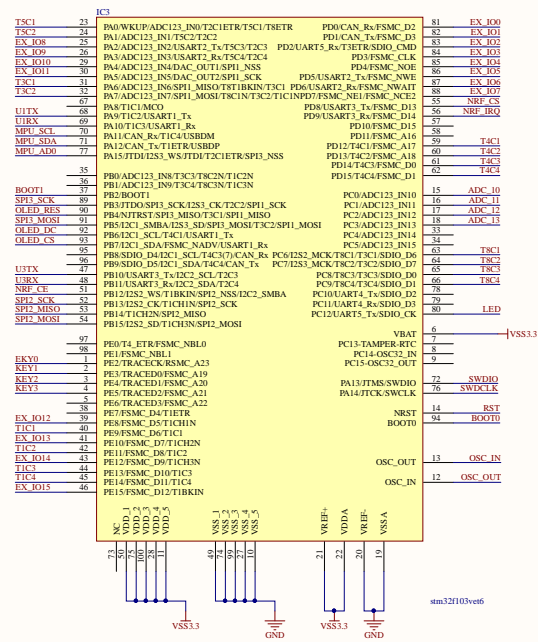 IC3
T5C1 23 PA0/WKUP/ADC123_IN0/T2C1ETR/T5C1/T8ETR PD0/CAN_Rx/FSMC_D2 81 EX_IO0
T5C2 24 PA1/ADC123_IN1/T5C2/T2C2 PD1/CAN_Tx/FSMC_D3 82 EX_IO1
EX_IO8 25 PA2/ADC123_IN2/USART2_Tx/T5C3/T2C3 PD2/UART5_Rx/T3ETR/SDIO_CMD 83 EX_IO2
EX_IO9 26 PA3/ADC123_IN3/USART2_Rx/T5C4/T2C4 PD3/FSMC_CLK 84 EX_IO3
EX_IO10 29 PA4/ADC12_IN4/DAC_OUT1/SPI1_NSS PD4/FSMC_NOE 85 EX_IO4
EX_IO11 30 PA5/ADC12_IN5/DAC_OUT2/SPI1_SCK PD5/USART2_Tx/FSMC_NWE 86 EX_IO5
T3C1 31 PA6/ADC12_IN6/SPI1_MISO/T8T1BKIN/T3C1 PD6/USART2_Rx/FSMC_NWAIT 87 EX_IO6
T3C2 32 PA7/ADC12_IN7/SPI1_MOSI/T8C1N/T3C2/T1C1N PD7/FSMC_NE1/FSMC_NCE2 88 EX_IO7
67 PA8/T1C1/MCO PD8/USART3_Tx/FSMC_D13 55 NRF_CS
U1TX 68 PA9/T1C2/USART1_Tx PD9/USART3_Rx/FSMC_D14 56 NRF_IRQ
U1RX 69 PA10/T1C3/USART1_Rx PD10/FSMC_D15 57
MPU_SCL 70 PA11/CAN_Rx/T1C4/USBDM PD11/FSMC_A16 58
MPU_SDA 71 PA12/CAN_Tx/T1ETR/USBDP PD12/T4C1/FSMC_A17 59 T4C1
MPU_AD0 77 PA15/JTDI/I2S3_WS/JTDI/T2C1ETR/SPI3_NSS PD13/T4C2/FSMC_A18 60 T4C2
PD14/T4C3/FSMC_D0 61 T4C3
35 PB0/ADC12_IN8/T3C3/T8C2N/T1C2N PD15/T4C4/FSMC_D1 62 T4C4
36 PB1/ADC12_IN9/T3C4/T8C3N/T1C3N
BOOT1 37 PB2/BOOT1 PC0/ADC123_IN10 15 ADC_10
SPI3_SCK 89 PB3/JTDO/SPI3_SCK/I2S3_CK/T2C2/SPI1_SCK PC1/ADC123_IN11 16 ADC_11
OLED_RES 90 PB4/NJTRST/SPI3_MISO/T3C1/SPI1_MISO PC2/ADC123_IN12 17 ADC_12
SPI3_MOSI 91 PB5/I2C1_SMBA/I2S3_SD/SPI3_MOSI/T3C2/SPI1_MOSI PC3/ADC123_IN13 18 ADC_13
OLED_DC 92 PB6/I2C1_SCL/T4C1/USART1_Tx PC4/ADC123_IN14 33
OLED_CS 93 PB7/I2C1_SDA/FSMC_NADV/USART1_Rx PC5/ADC123_IN15 34
95 PB8/SDIO_D4/I2C1_SCL/T4C3(7)/CAN_Rx PC6/I2S2_MCK/T8C1/T3C1/SDIO_D6 63 T8C1
96 PB9/SDIO_D5/I2C1_SDA/T4C4/CAN_Tx PC7/I2S3_MCK/T8C2/T3C2/SDIO_D7 64 T8C2
U3TX 47 PB10/USART3_Tx/I2C2_SCL/T2C3 PC8/T8C3/T3C3/SDIO_D0 65 T8C3
U3RX 48 PB11/USART3_Rx/I2C2_SDA/T2C4 PC9/T8C4/T3C4/SDIO_D1 66 T8C4
NRF_CE 51 PB12/I2S2_WS/T1BKIN/SPI2_NSS/I2C2_SMBA PC10/UART4_Tx/SDIO_D2 78
SPI2_SCK 52 PB13/I2S2_CK/T1CH1N/SPI2_SCK PC11/UART4_Rx/SDIO_D3 79
SPI2_MISO 53 PB14/T1CH2N/SPI2_MISO PC12/UART5_Tx/SDIO_CK 80 LED
SPI2_MOSI 54 PB15/I2S2_SD/T1CH3N/SPI2_MOSI
VBAT 6 VSS3.3
97 PE0/T4_ETR/FSMC_NBL0 PC13-TAMPER-RTC 7
98 PE1/FSMC_NBL1 PC14-OSC32_IN 8
EKY0 1 PE2/TRACECK/RSMC_A23 PC15-OSC32_OUT 9
KEY1 2 PE3/TRACED0/FSMC_A19
KEY2 3 PE4/TRACED1/FSMC_A20 PA13/JTMS/SWDIO 72 SWDIO
KEY3 4 PE5/TRACED2/FSMC_A21 PA14/JTCK/SWCLK 76 SWDCLK
5 PE6/TRACED3/FSMC_A22
38 PE7/FSMC_D4/T1ETR NRST 14 RST
EX_IO12 39 PE8/FSMC_D5/T1CH1N BOOT0 94 BOOT0
T1C1 40 PE9/FSMC_D6/T1C1
EX_IO13 41 PE10/FSMC_D7/T1CH2N
T1C2 42 PE11/FSMC_D8/T1C2
EX_IO14 43 PE12/FSMC_D9/T1CH3N OSC_OUT 13 OSC_IN
T1C3 44 PE13/FSMC_D10/T1C3
T1C4 45 PE14/FSMC_D11/T1C4 OSC_IN 12 OSC_OUT
EX_IO15 46 PE15/FSMC_D12/T1BKIN
NC VDD_1 VDD_2 VDD_3 VDD_4 VDD_5 VSS_1 VSS_2 VSS_3 VSS_4 VSS_5 VREF+ VDDA VREF- VSSA
73 50 75 100 28 11 49 74 99 27 10 21 22 20 19
stm32f103vet6
VSS3.3 GND VSS3.3 GND